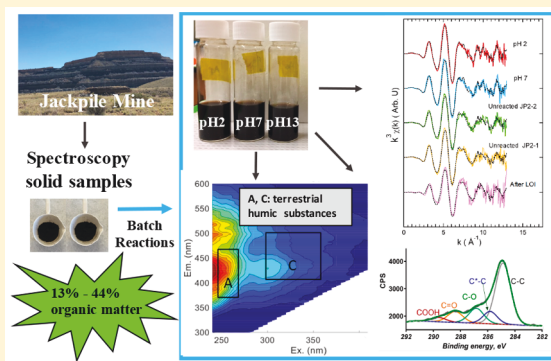 Jackpile Mine
Spectroscopy
solid samples
Batch
Reactions
13% - 44%
organic matter
pH2 pH7 pH13
A, C: terrestrial
humic substances
A
C
Em. (nm)
600
550
500
450
400
350
300
250 300 350
Ex. (nm)
k³ χ(k) ( Arb. U)
pH 2
pH 7
Unreacted JP2-2
Unreacted JP2-1
After LOI
0 5 10 15
k ( Å⁻¹)
CPS
4000
2000
0
COOH
C=O
C-O
C*-C
C-C
292 290 288 286 284 282
Binding energy, eV